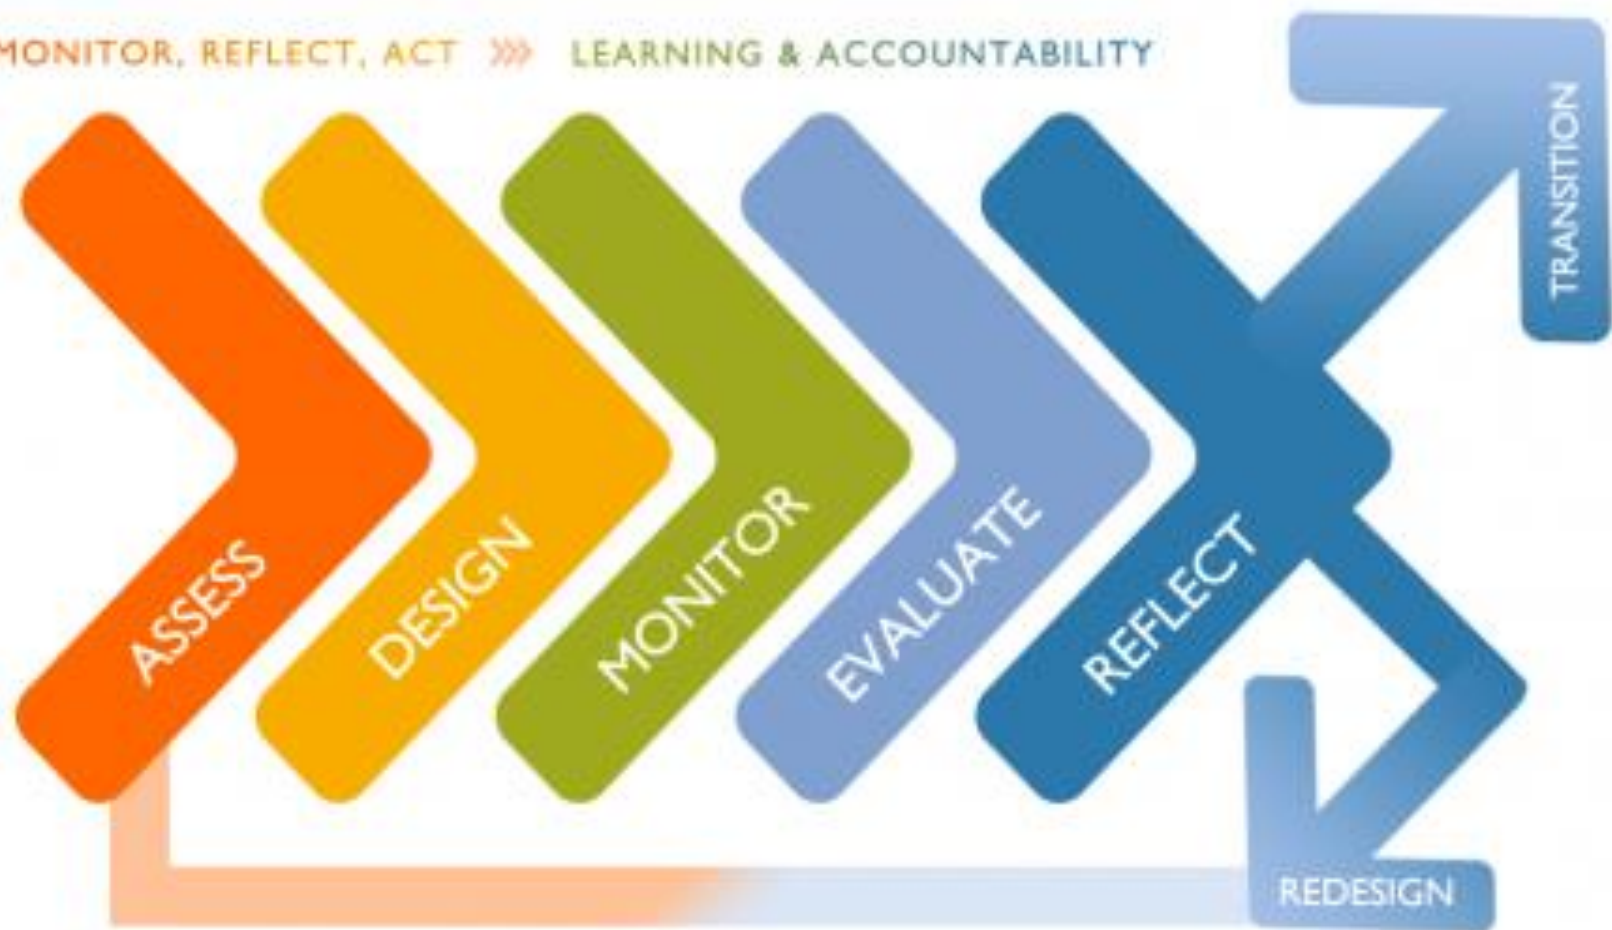 MONITOR, REFLECT, ACT >>> LEARNING & ACCOUNTABILITY
TRANSITION
ASSESS
DESIGN
MONITOR
EVALUATE
REFLECT
REDESIGN